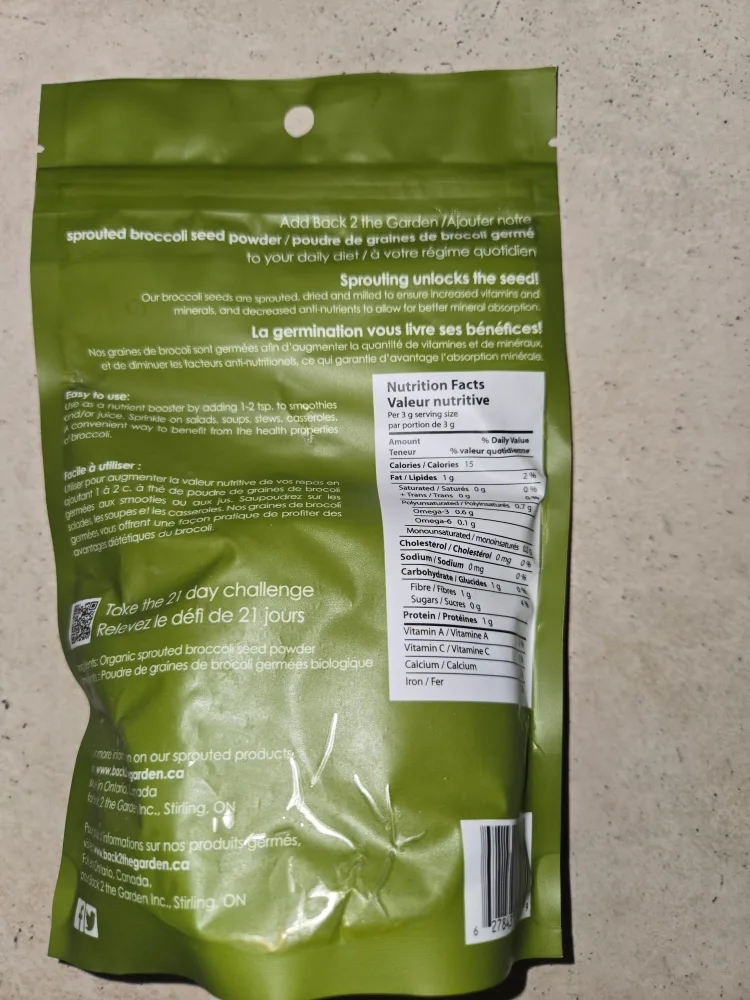 Add Back 2 the Garden /Ajouter notre
sprouted broccoli seed powder / poudre de graines de brocoli germé
to your daily diet / à votre régime quotidien
Sprouting unlocks the seed!
Our broccoli seeds are sprouted, dried and milled to ensure increased vitamins and
minerals, and decreased anti-nutrients to allow for better mineral absorption.
La germination vous livre ses bénéfices!
Nos graines de brocoli sont germées afin d'augmenter la quantité de vitamines et de minéraux,
et de diminuer les facteurs anti-nutritionels, ce qui garantie d'avantage l'absorption minérale.
Easy to use:
Use as a nutrient booster by adding 1-2 tsp. to smoothies
and/or juice. Sprinkle on salads, soups, stews, casseroles.
A convenient way to benefit from the health properties
of broccoli.
Facile à utiliser :
Utiliser pour augmenter la valeur nutritive de vos repas en
ajoutant 1 à 2 c. à thé de poudre de graines de brocoli
germées aux smooties ou aux jus. Saupoudrez sur les
salades, les soupes et les casseroles. Nos graines de brocoli
germées vous offrent une façon pratique de profiter des
avantages diététiques du brocoli.
Take the 21 day challenge
Relevez le défi de 21 jours
Organic sprouted broccoli seed powder
Poudre de graines de brocoli germées biologique
on our sprouted products,
Ontario,
2 the Garden Inc., Stirling, ON
informations sur nos produits germés,
www.back2thegarden.ca
Ontario, Canada,
Back 2 the Garden Inc., Stirling, ON
Nutrition Facts
Valeur nutritive
Per 3 g serving size
par portion de 3 g
Amount % Daily Value
Teneur % valeur quotidienne
Calories / Calories 15
Fat / Lipides 1 g 2 %
Saturated / Saturés 0 g 0 %
+ Trans / Trans 0 g
Polyunsaturated / Polyinsaturés 0.7 g
Omega-3 0.6 g
Omega-6 0.1 g
Monounsaturated / monoinsaturés
Cholesterol / Cholestérol 0 mg 0 %
Sodium / Sodium 0 mg 0 %
Carbohydrate / Glucides 1 g 0 %
Fibre / Fibres 1 g 4 %
Sugars / Sucres 0 g
Protein / Protéines 1 g
Vitamin A / Vitamine A
Vitamin C / Vitamine C
Calcium / Calcium
Iron / Fer
6